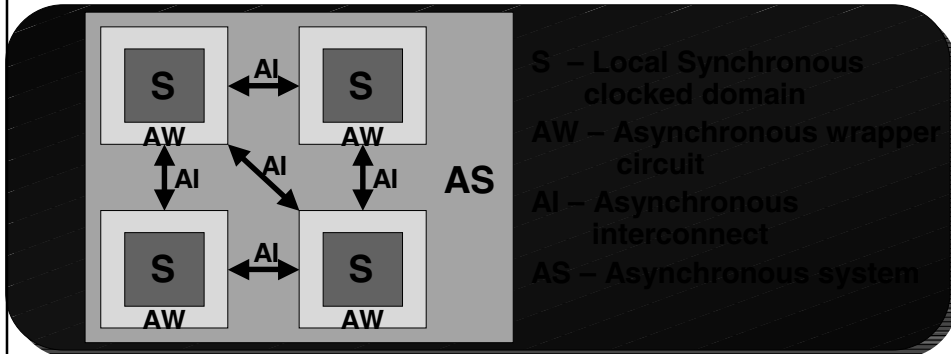 S
AI
S
AW
AW
AI
AI
AI
AS
S
AI
S
AW
AW
S – Local Synchronous
clocked domain
AW – Asynchronous wrapper
circuit
AI – Asynchronous
interconnect
AS – Asynchronous system